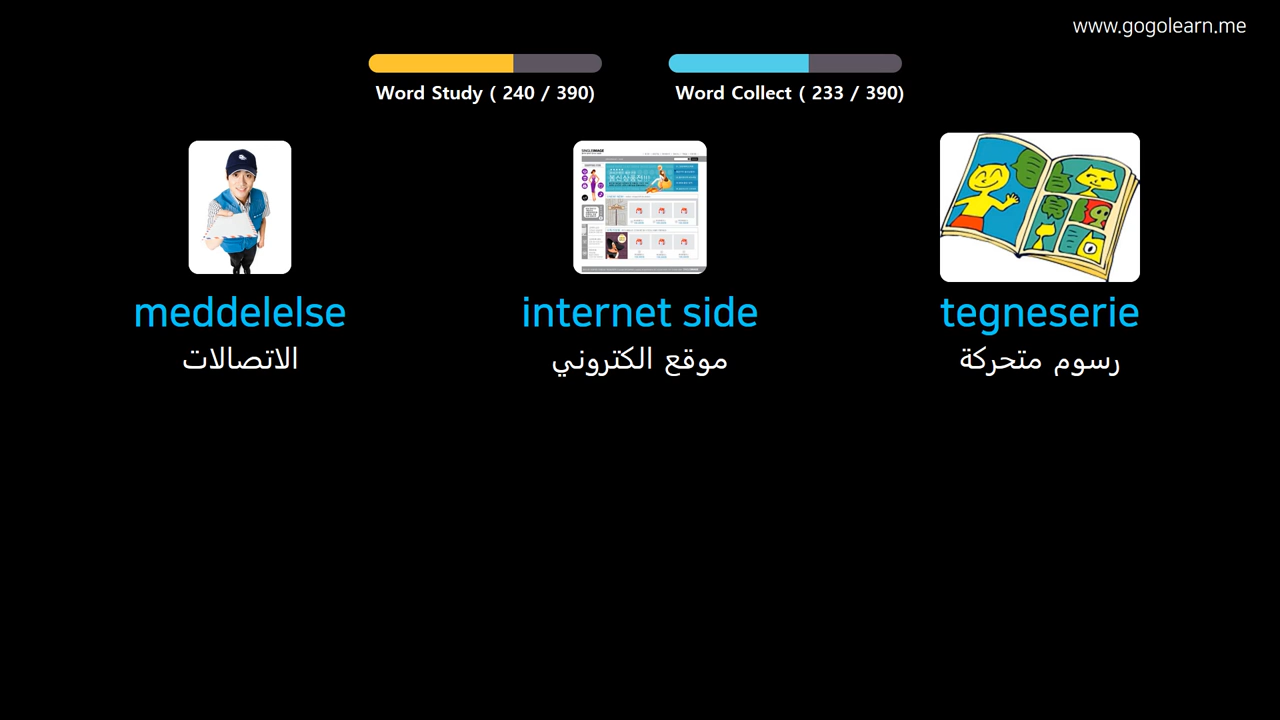 www.gogolearn.me
Word Study ( 240 / 390)
Word Collect ( 233 / 390)
meddelelse
internet side
tegneserie
الاتصالات
موقع الكتروني
رسوم متحركة